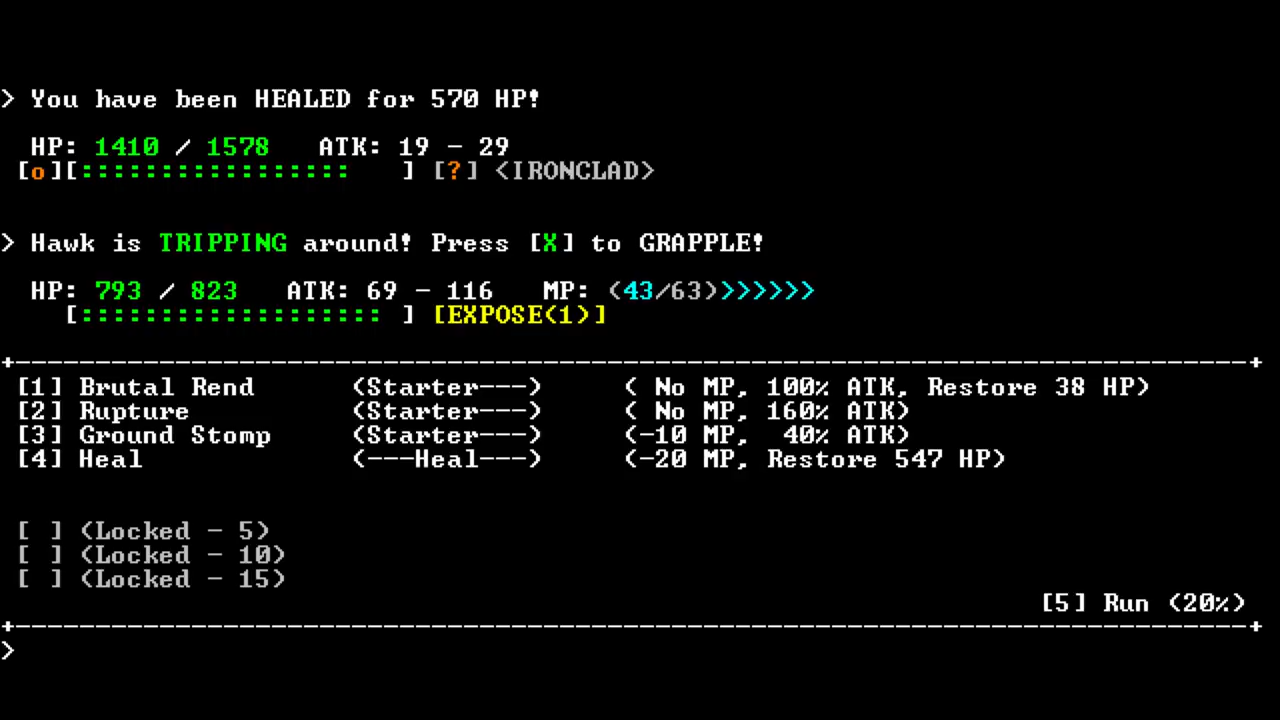 > You have been HEALED for 570 HP!
HP: 1410 / 1578   ATK: 19 - 29
[o][:::::::::::::::::    ] [?] <IRONCLAD>
> Hawk is TRIPPING around! Press [X] to GRAPPLE!
HP: 793 / 823   ATK: 69 - 116   MP: (43/63)>>>>>>
[::::::::::::::::::: ] [EXPOSE(1)]
+------------------------------------------------------------------------------+
[1] Brutal Rend      (Starter---)     ( No MP, 100% ATK, Restore 38 HP)
[2] Rupture          (Starter---)     ( No MP, 160% ATK)
[3] Ground Stomp     (Starter---)     (-10 MP,  40% ATK)
[4] Heal             (---Heal---)     (-20 MP, Restore 547 HP)
[ ] (Locked - 5)
[ ] (Locked - 10)
[ ] (Locked - 15)
[5] Run (20%)
+------------------------------------------------------------------------------+
>